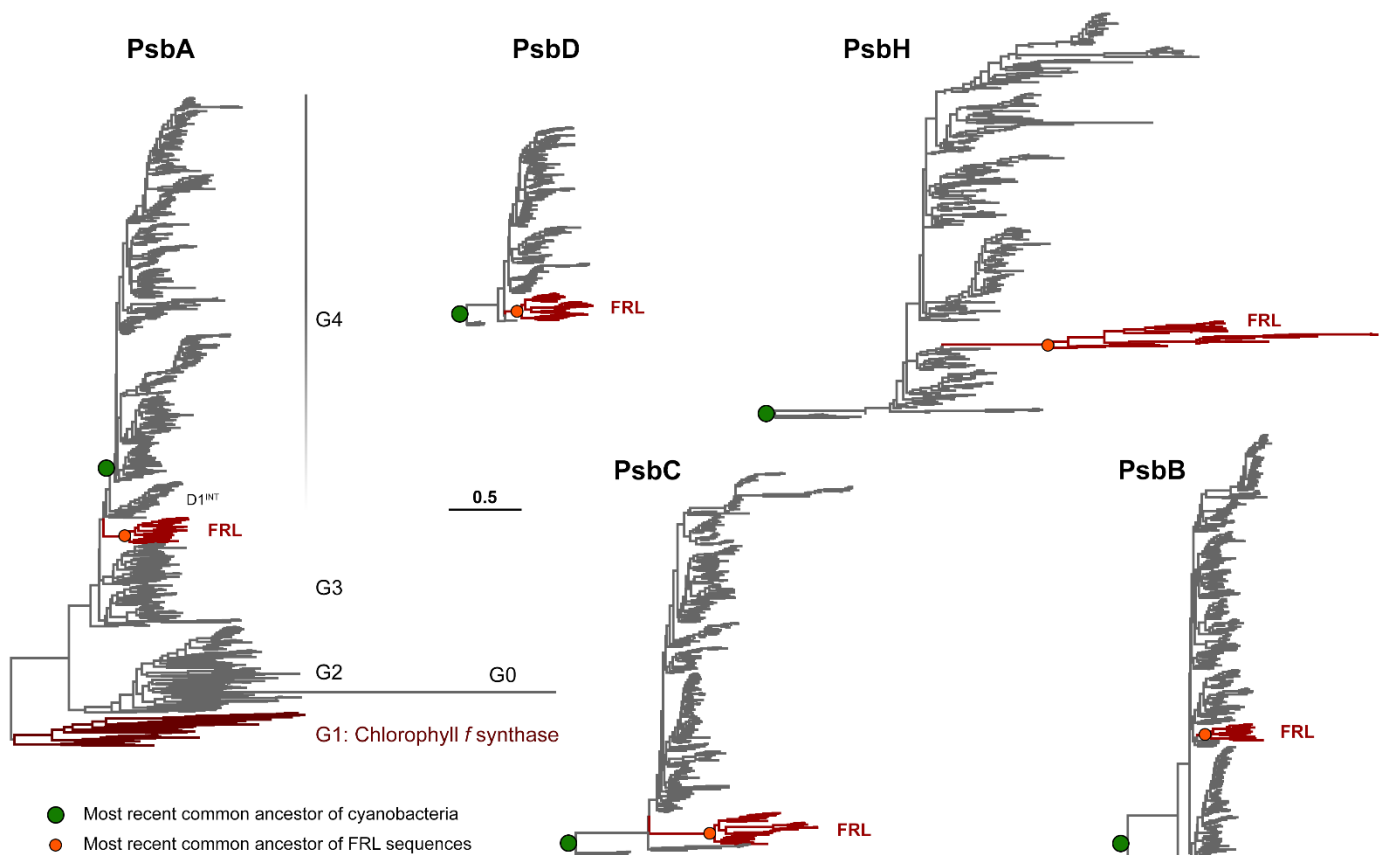 PsbA
PsbD
PsbH
G4
FRL
FRL
PsbC
PsbB
0.5
D1ᴵᴺᵀ
FRL
G3
G2
G0
FRL
G1: Chlorophyll f synthase
Most recent common ancestor of cyanobacteria
FRL
Most recent common ancestor of FRL sequences